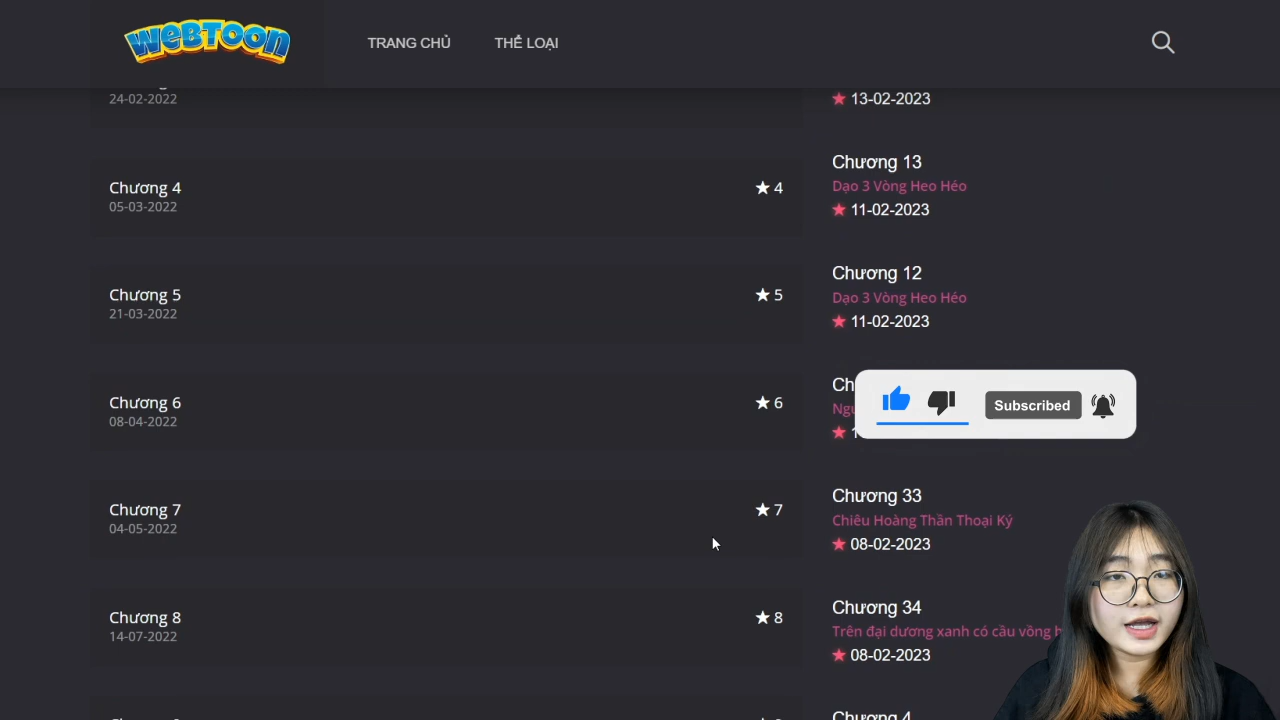 WEBTOON
TRANG CHỦ
THỂ LOẠI
24-02-2022
Chương 4
05-03-2022
★ 4
Chương 5
21-03-2022
★ 5
Chương 6
08-04-2022
★ 6
Chương 7
04-05-2022
★ 7
Chương 8
14-07-2022
★ 8
★ 13-02-2023
Chương 13
Dạo 3 Vòng Heo Héo
★ 11-02-2023
Chương 12
Dạo 3 Vòng Heo Héo
★ 11-02-2023
Subscribed
Chương 33
Chiêu Hoàng Thần Thoại Ký
★ 08-02-2023
Chương 34
Trên đại dương xanh có cầu vồng
★ 08-02-2023
Chương 4